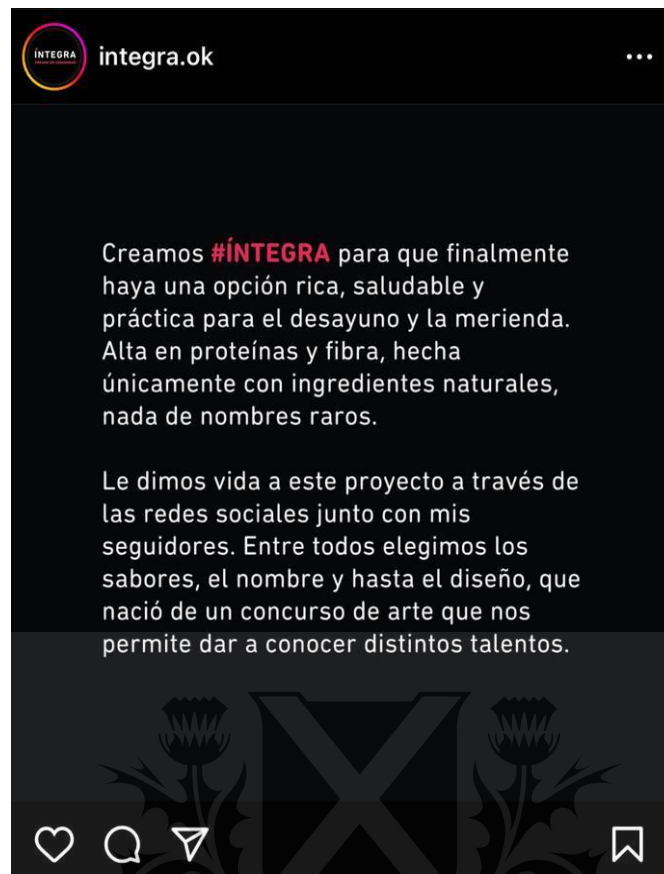 ÍNTEGRA
integra.ok
Creamos #ÍNTEGRA para que finalmente
haya una opción rica, saludable y
práctica para el desayuno y la merienda.
Alta en proteínas y fibra, hecha
únicamente con ingredientes naturales,
nada de nombres raros.
Le dimos vida a este proyecto a través de
las redes sociales junto con mis
seguidores. Entre todos elegimos los
sabores, el nombre y hasta el diseño, que
nació de un concurso de arte que nos
permite dar a conocer distintos talentos.